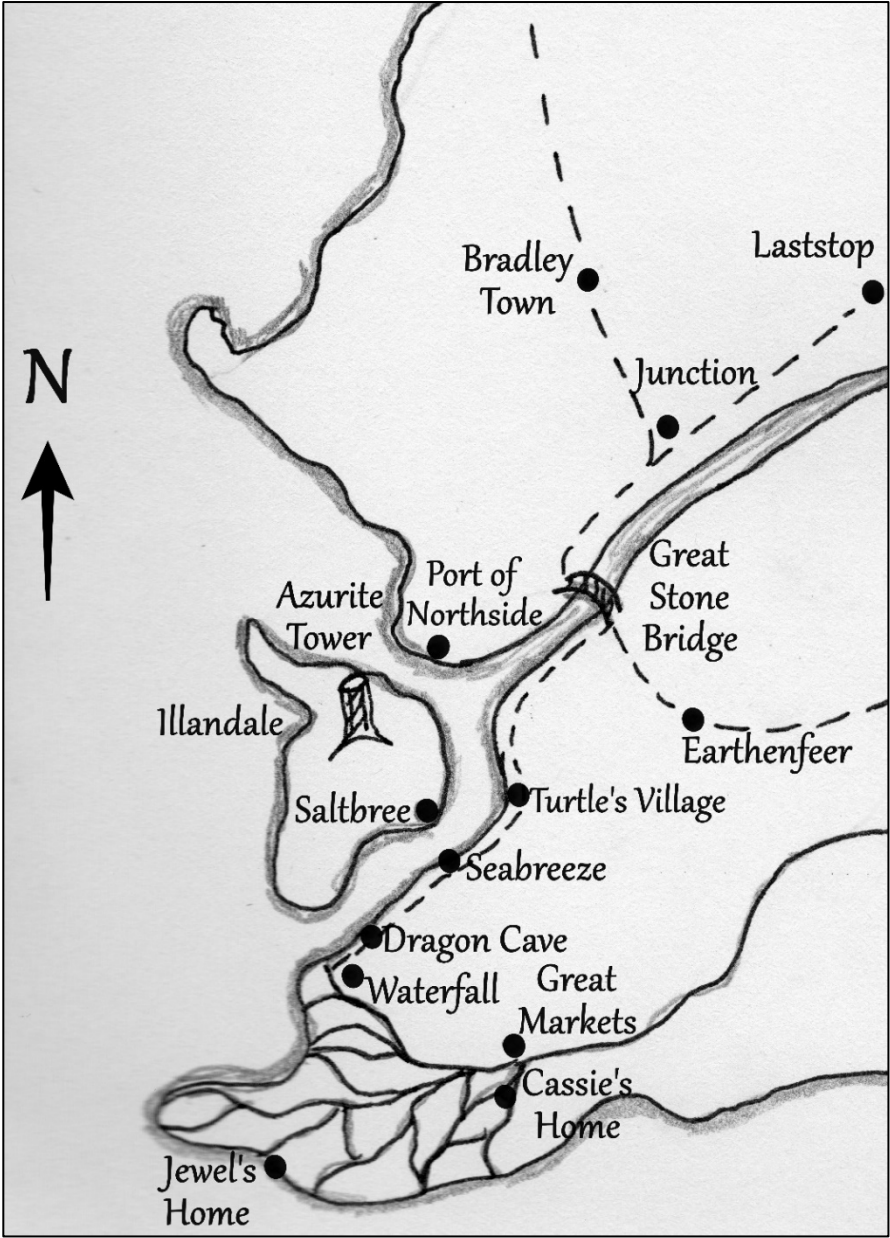 Bradley
Town
Laststop
N
Junction
Great
Stone
Bridge
Port of
Northside
Azurite
Tower
Illandale
Earthenfeer
Saltbree
Turtle's Village
Seabreeze
Dragon Cave
Waterfall
Great
Markets
Cassie's
Home
Jewel's
Home